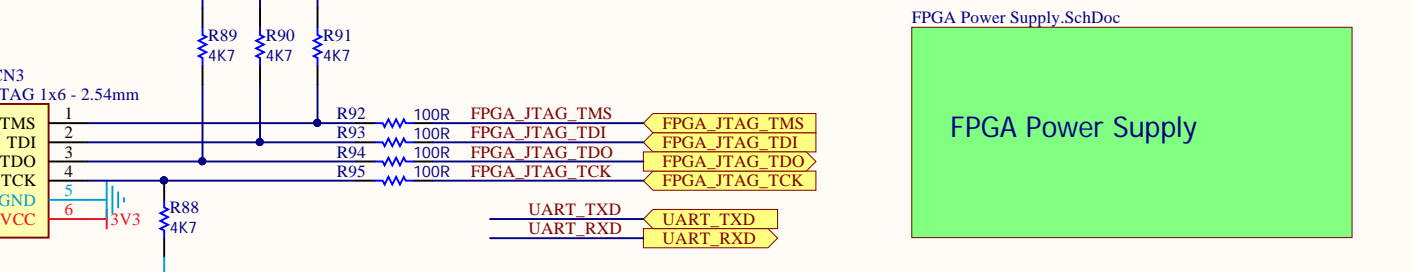 FPGA Power Supply.SchDoc
R89
R90
R91
4K7
4K7
4K7
CN3
TAG 1x6 - 2.54mm
TMS 1 R92 100R FPGA_JTAG_TMS FPGA_JTAG_TMS
TDI 2 R93 100R FPGA_JTAG_TDI FPGA_JTAG_TDI
TDO 3 R94 100R FPGA_JTAG_TDO FPGA_JTAG_TDO
TCK 4 R95 100R FPGA_JTAG_TCK FPGA_JTAG_TCK
GND 5
VCC 6 3V3
R88
4K7
UART_TXD UART_TXD
UART_RXD UART_RXD
FPGA Power Supply